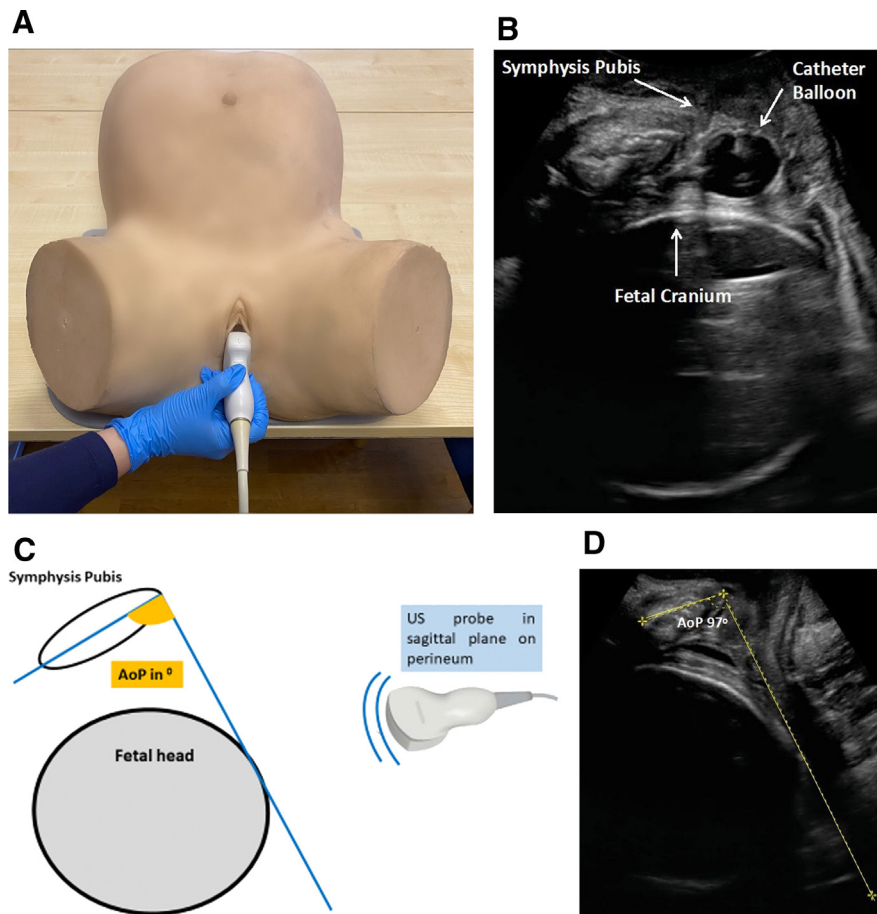 A
B
Symphysis Pubis
Catheter
Balloon
Fetal Cranium
C
Symphysis Pubis
AoP in ⁰
Fetal head
US probe in
sagittal plane on
perineum
D
AoP 97⁰